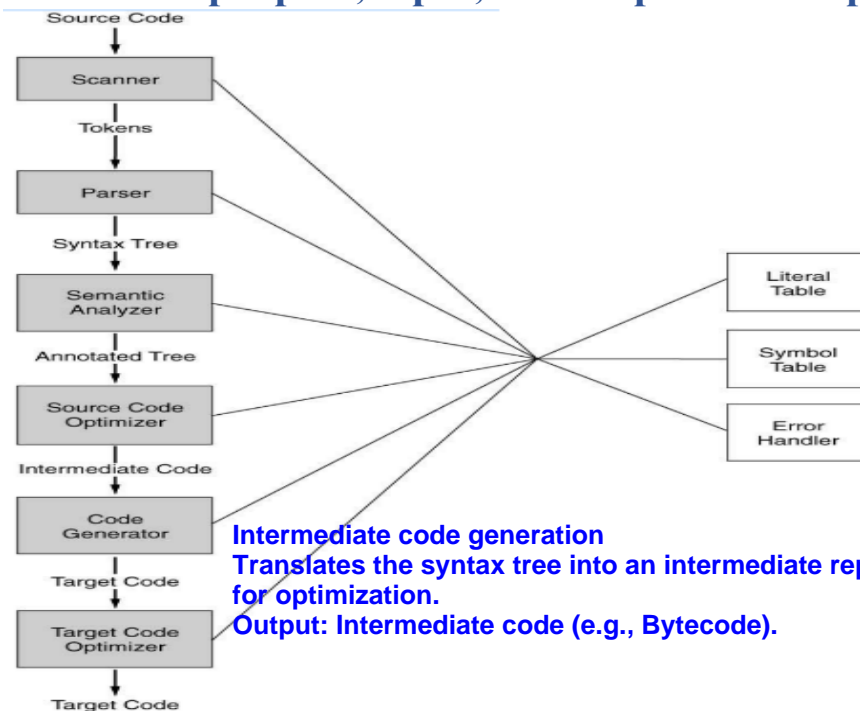 Source Code
Scanner
Tokens
Parser
Syntax Tree
Semantic
Analyzer
Annotated Tree
Source Code
Optimizer
Intermediate Code
Code
Generator
Target Code
Target Code
Optimizer
Target Code
Literal
Table
Symbol
Table
Error
Handler
Intermediate code generation
Translates the syntax tree into an intermediate rep
for optimization.
Output: Intermediate code (e.g., Bytecode).